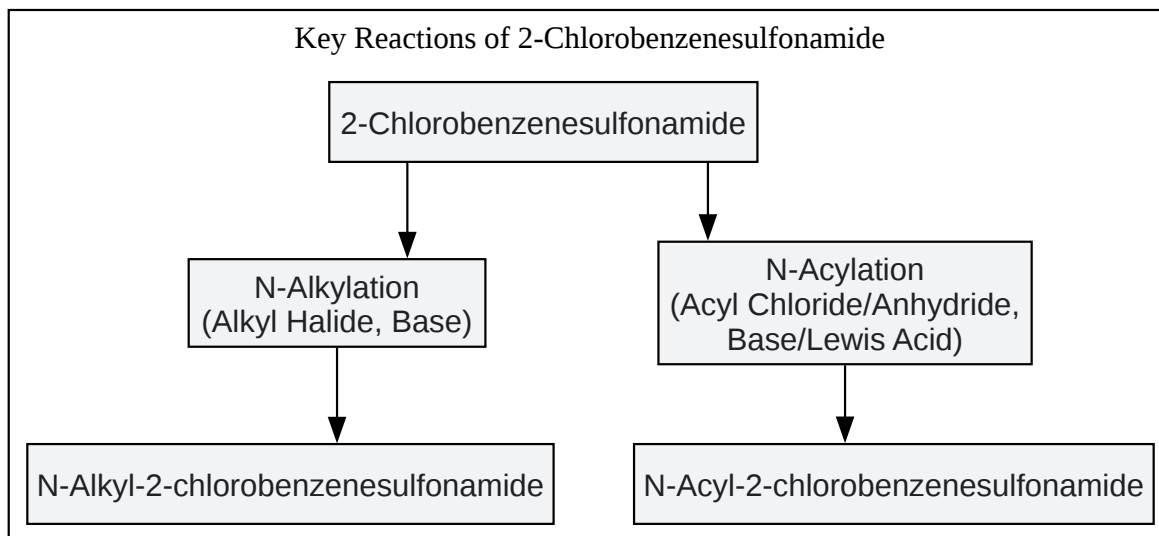 Key Reactions of 2-Chlorobenzenesulfonamide
2-Chlorobenzenesulfonamide
N-Alkylation
(Alkyl Halide, Base)
N-Acylation
(Acyl Chloride/Anhydride,
Base/Lewis Acid)
N-Alkyl-2-chlorobenzenesulfonamide
N-Acyl-2-chlorobenzenesulfonamide